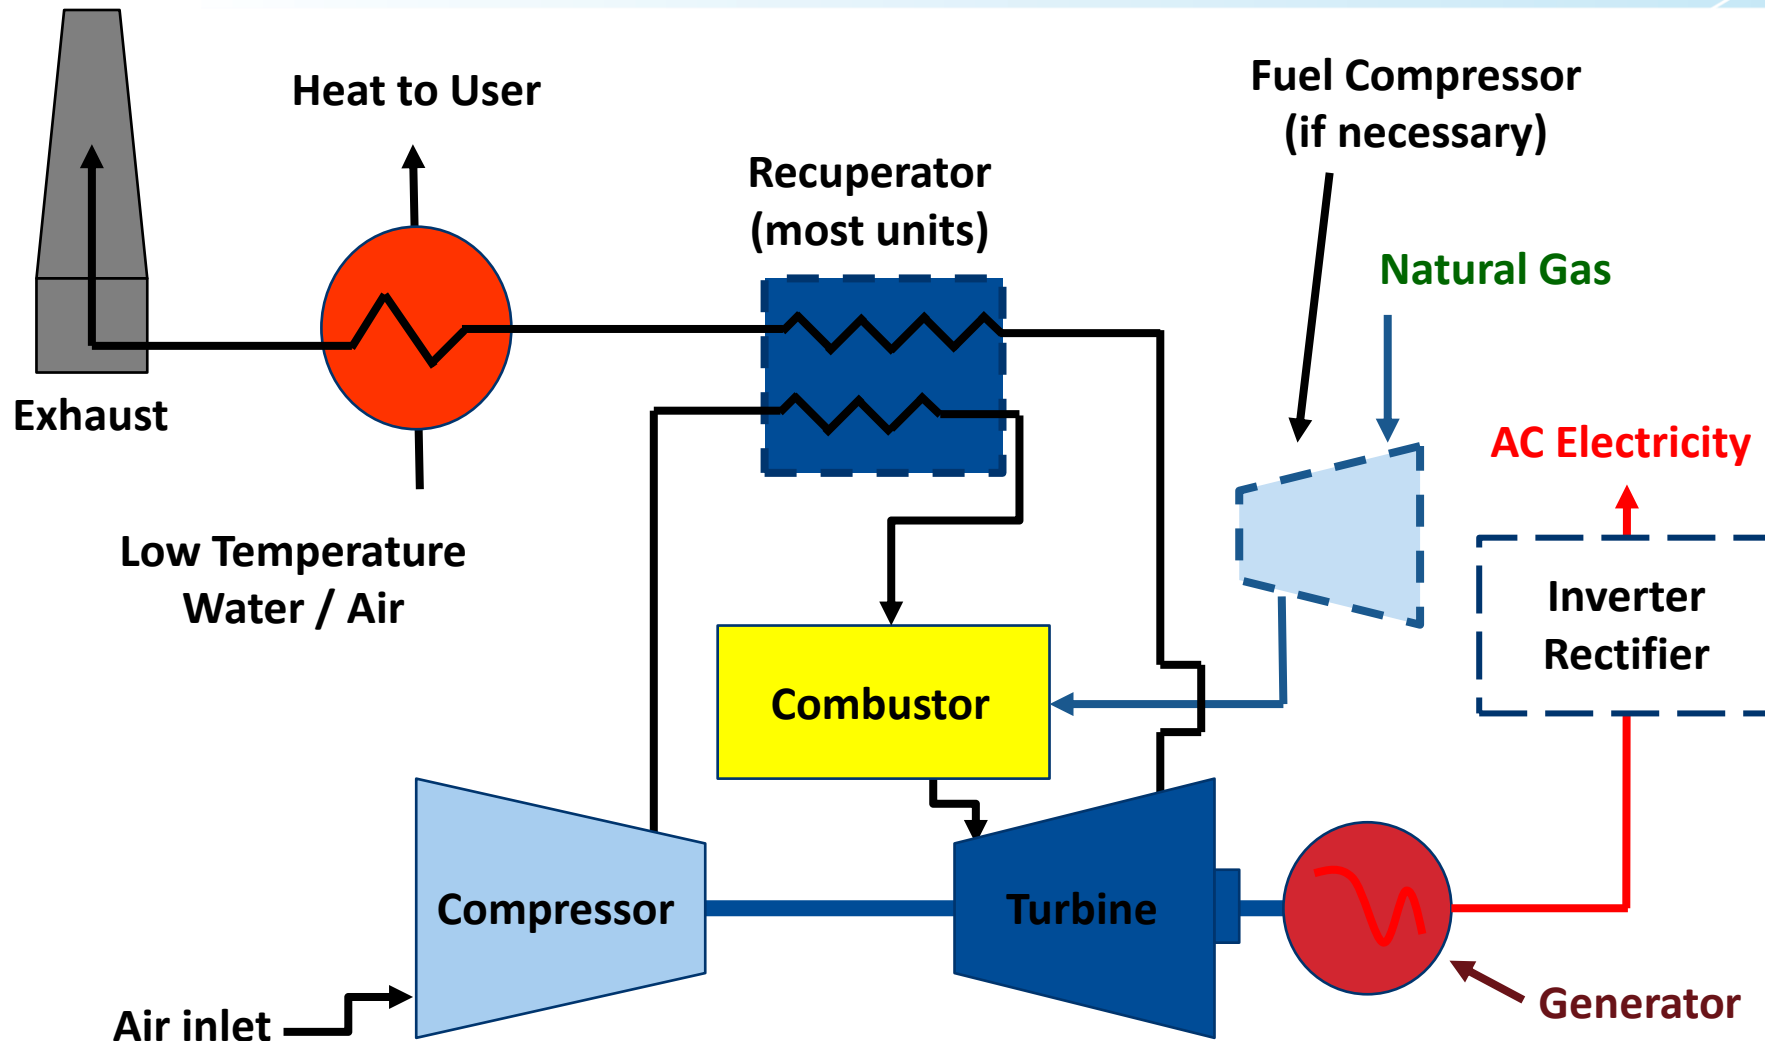 Heat to User
Fuel Compressor
(if necessary)
Recuperator
(most units)
Natural Gas
Exhaust
AC Electricity
Low Temperature
Water / Air
Inverter
Rectifier
Combustor
Compressor
Turbine
Generator
Air inlet